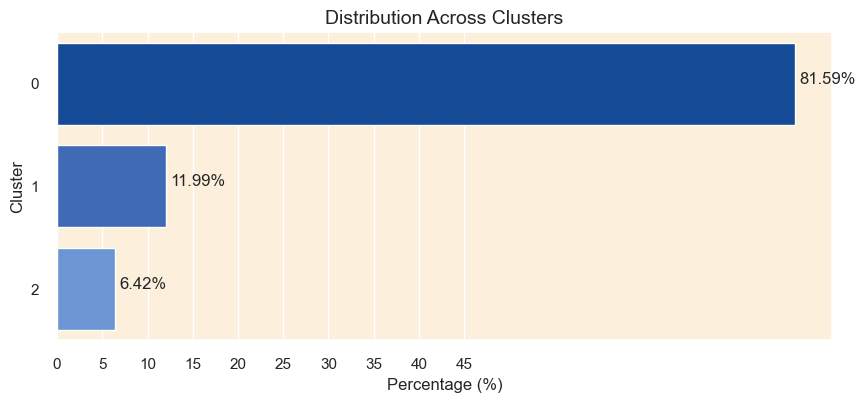 Distribution Across Clusters
0
81.59%
1
11.99%
2
6.42%
Cluster
0 5 10 15 20 25 30 35 40 45
Percentage (%)